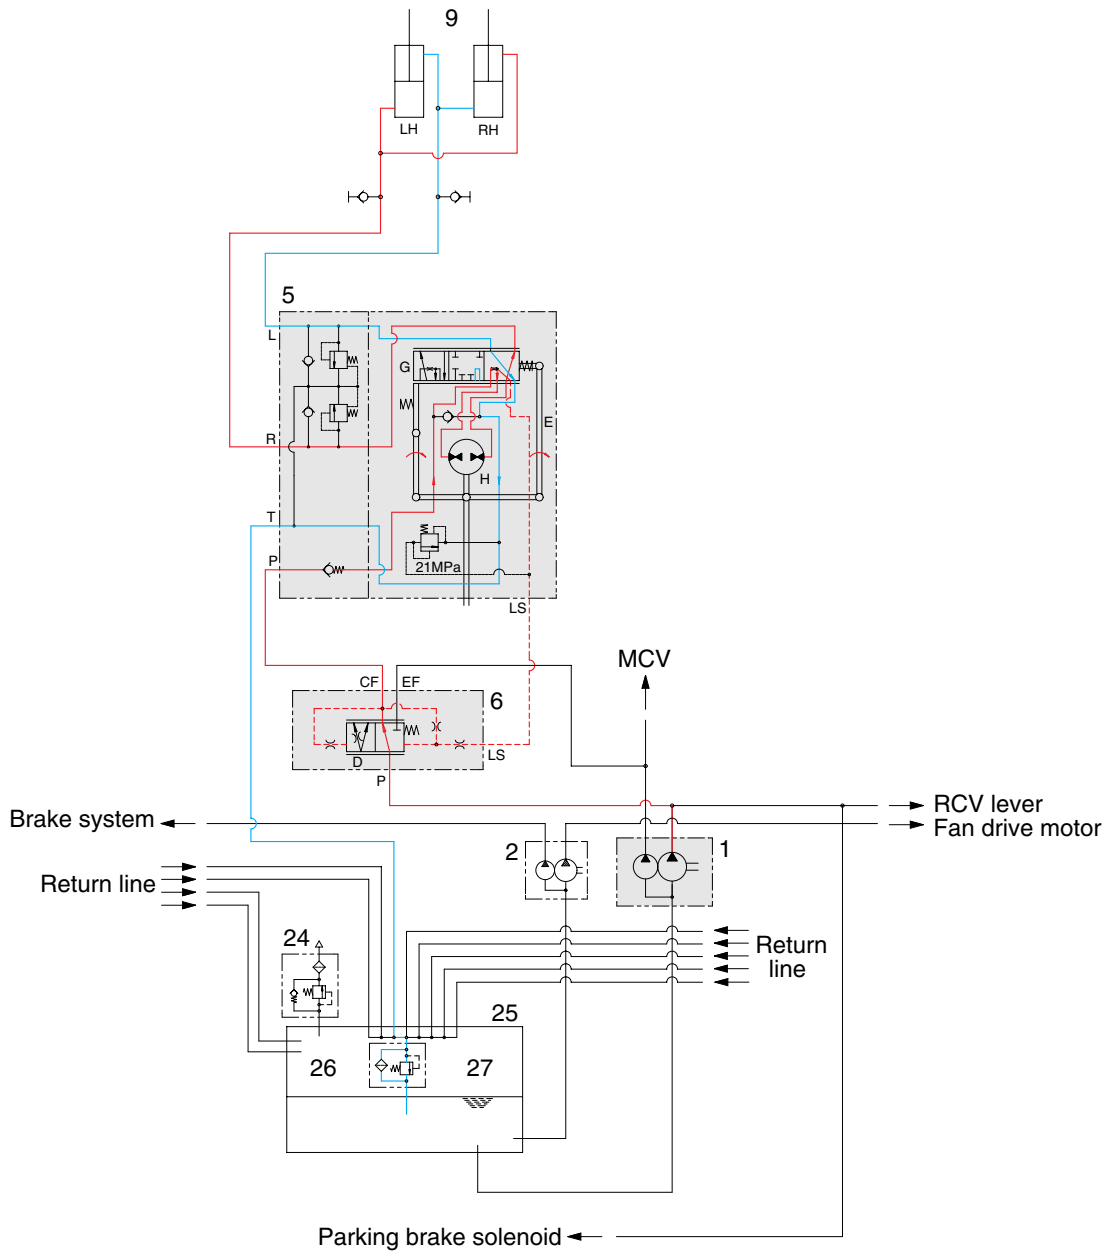 9
LH
RH
5
L
G
R
E
H
T
P
21MPa
LS
MCV
CF
EF
6
LS
D
P
RCV lever
Brake system
Fan drive motor
2
1
Return line
24
Return
line
25
26
27
Parking brake solenoid